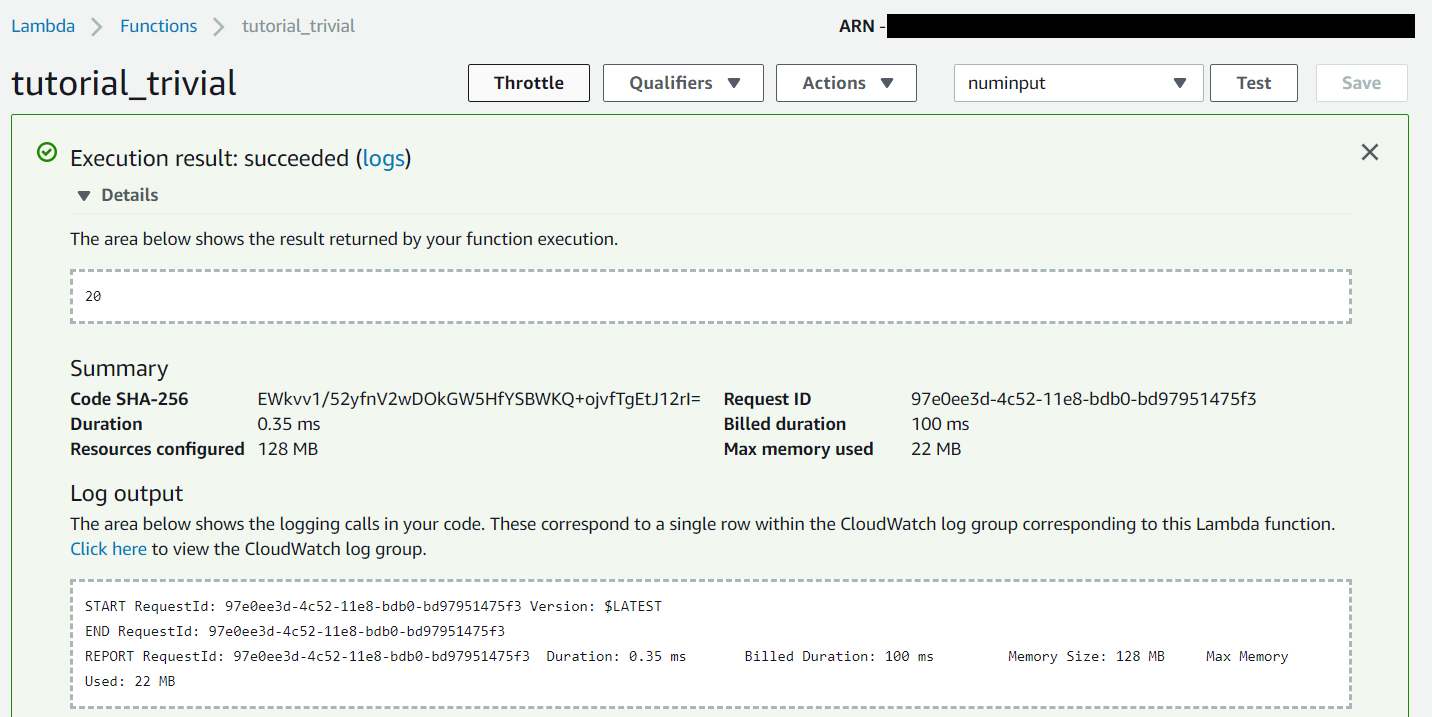 Lambda > Functions > tutorial_trivial ARN -
tutorial_trivial Throttle Qualifiers Actions numinput Test Save
Execution result: succeeded (logs)
Details
The area below shows the result returned by your function execution.
20
Summary
Code SHA-256 EWkvv1/52yfnV2wDOkGW5HfYSBWKQ+ojvfTgEtJ12rI= Request ID 97e0ee3d-4c52-11e8-bdb0-bd97951475f3
Duration 0.35 ms Billed duration 100 ms
Resources configured 128 MB Max memory used 22 MB
Log output
The area below shows the logging calls in your code. These correspond to a single row within the CloudWatch log group corresponding to this Lambda function.
Click here to view the CloudWatch log group.
START RequestId: 97e0ee3d-4c52-11e8-bdb0-bd97951475f3 Version: $LATEST
END RequestId: 97e0ee3d-4c52-11e8-bdb0-bd97951475f3
REPORT RequestId: 97e0ee3d-4c52-11e8-bdb0-bd97951475f3 Duration: 0.35 ms Billed Duration: 100 ms Memory Size: 128 MB Max Memory
Used: 22 MB